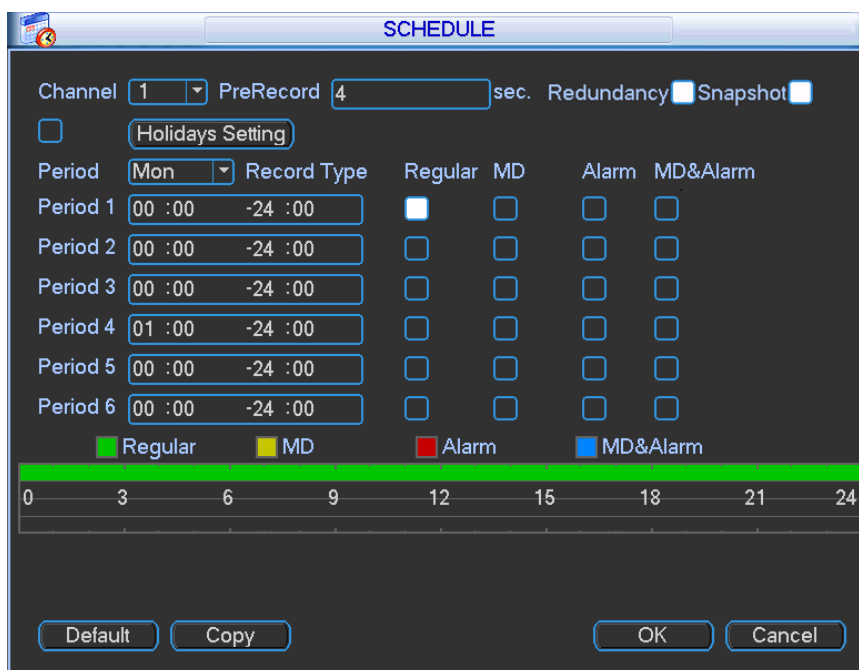 SCHEDULE
Channel 1 PreRecord 4 sec. Redundancy Snapshot
Holidays Setting
Period Mon Record Type Regular MD Alarm MD&Alarm
Period 1 00 :00 -24 :00
Period 2 00 :00 -24 :00
Period 3 00 :00 -24 :00
Period 4 01 :00 -24 :00
Period 5 00 :00 -24 :00
Period 6 00 :00 -24 :00
Regular MD Alarm MD&Alarm
0 3 6 9 12 15 18 21 24
Default Copy OK Cancel